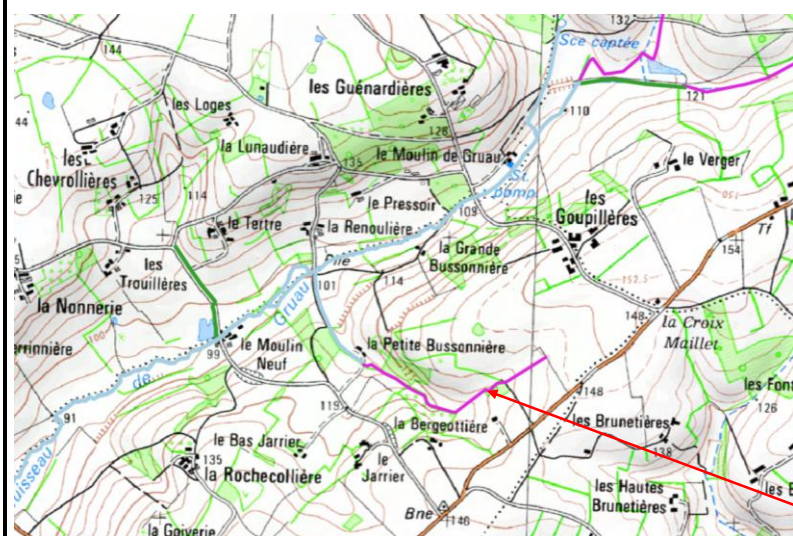 132
144
Sce captée
les Guénardières
121
110
les Loges
44
128
la Lunaudière
le Moulin de Gruau
le Verger
les
Chevrollières
135
St. pomp.
125
114
le Pressoir
les
Goupillères
150
109
le Tertre
la Renoulière
Tf
la Grande
Bussonnière
154
les
Trouillères
Pile
114
152.5
101
la Nonnerie
Gruau
148
la Croix
Maillet
100
99
le Moulin
Neuf
la Petite Bussonnière
errinnière
de
148
les Font
91
119
la Bergeottière
les Brunetières
126
le Bas Jarrier
138
135
la Rochecollière
le
Jarrier
les Hautes
Brunetières
les B
uisseau
Bne
146
la Goiverie